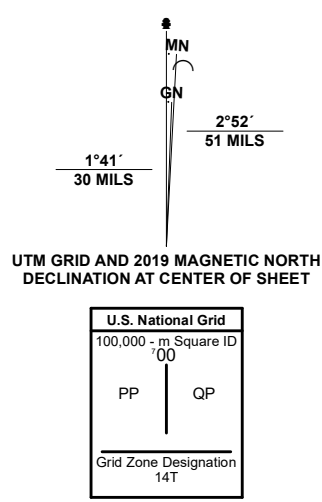 MN
GN
2°52´
51 MILS
1°41´
30 MILS
UTM GRID AND 2019 MAGNETIC NORTH
DECLINATION AT CENTER OF SHEET
U.S. National Grid
100,000 - m Square ID
⁷00
PP QP
Grid Zone Designation
14T